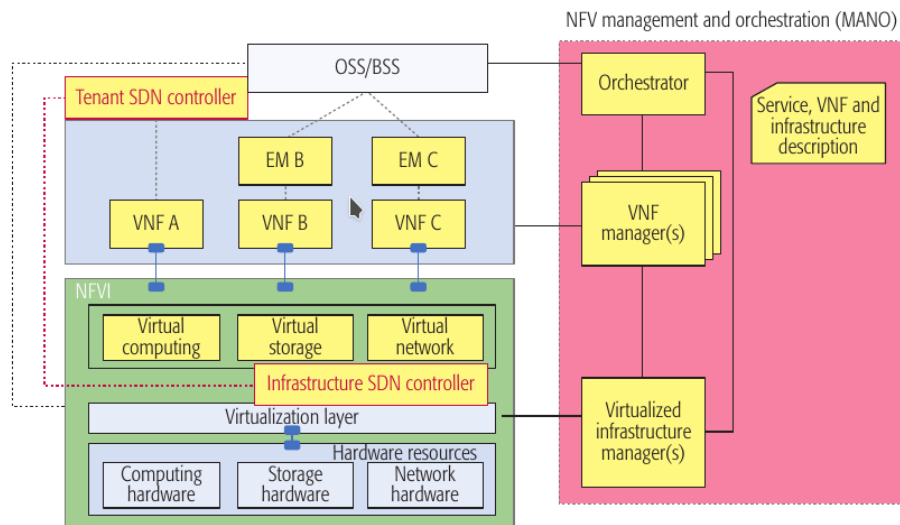 NFV management and orchestration (MANO)
OSS/BSS
Orchestrator
Tenant SDN controller
Service, VNF and
infrastructure
description
EM B
EM C
VNF A
VNF B
VNF C
VNF
manager(s)
NFVI
Virtual
computing
Virtual
storage
Virtual
network
Infrastructure SDN controller
Virtualization layer
Virtualized
infrastructure
manager(s)
Hardware resources
Computing
hardware
Storage
hardware
Network
hardware